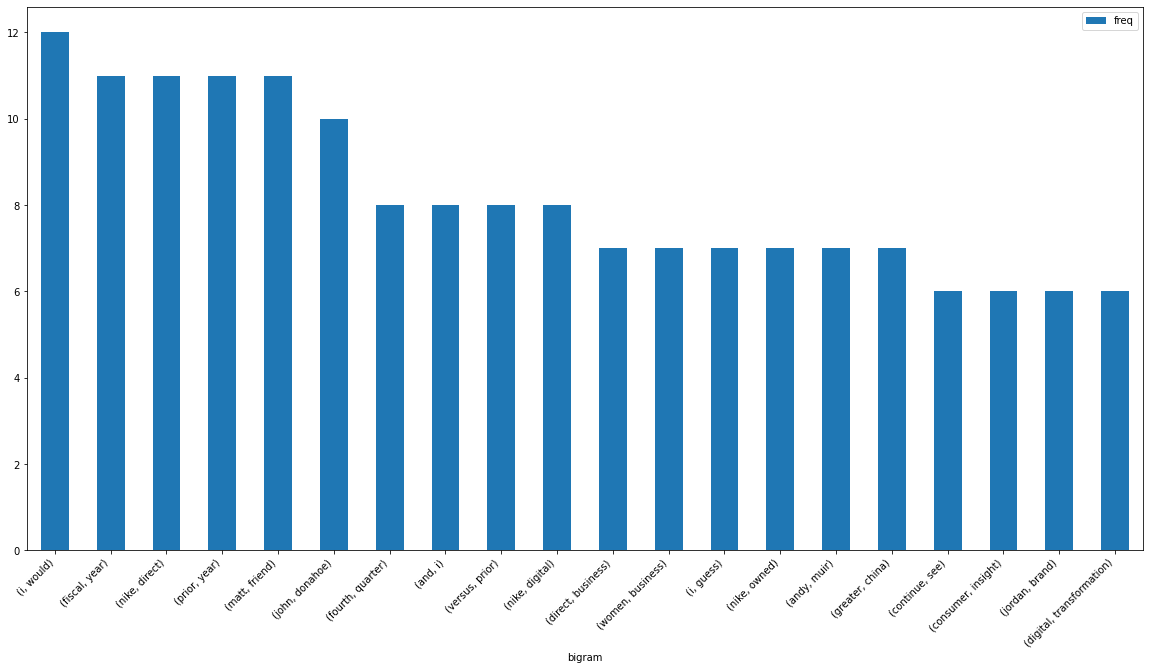 freq
12
10
8
6
4
2
0
(i, would)
(fiscal, year)
(nike, direct)
(prior, year)
(matt, friend)
(john, donahoe)
(fourth, quarter)
(and, i)
(versus, prior)
(nike, digital)
(direct, business)
(women, business)
(i, guess)
(nike, owned)
(andy, muir)
(greater, china)
(continue, see)
(consumer, insight)
(jordan, brand)
(digital, transformation)
bigram